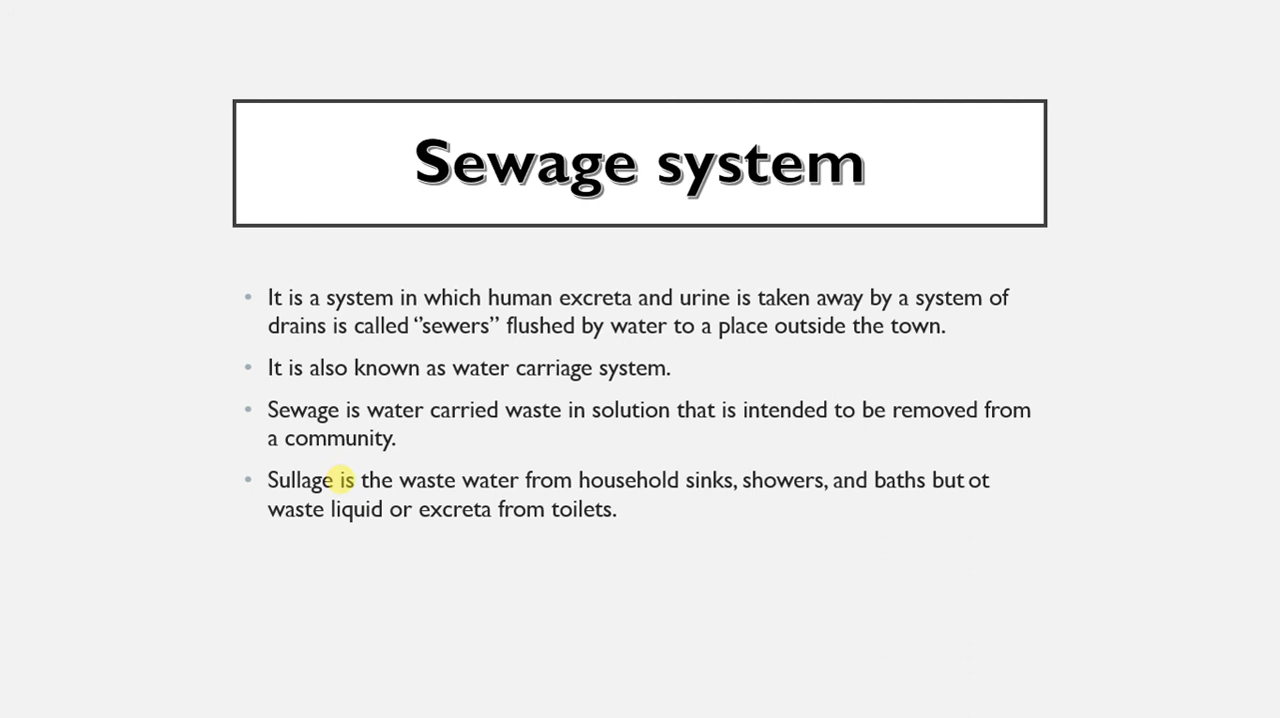 Sewage system
• It is a system in which human excreta and urine is taken away by a system of
drains is called ‘’sewers’’ flushed by water to a place outside the town.
• It is also known as water carriage system.
• Sewage is water carried waste in solution that is intended to be removed from
a community.
• Sullage is the waste water from household sinks, showers, and baths but ot
waste liquid or excreta from toilets.